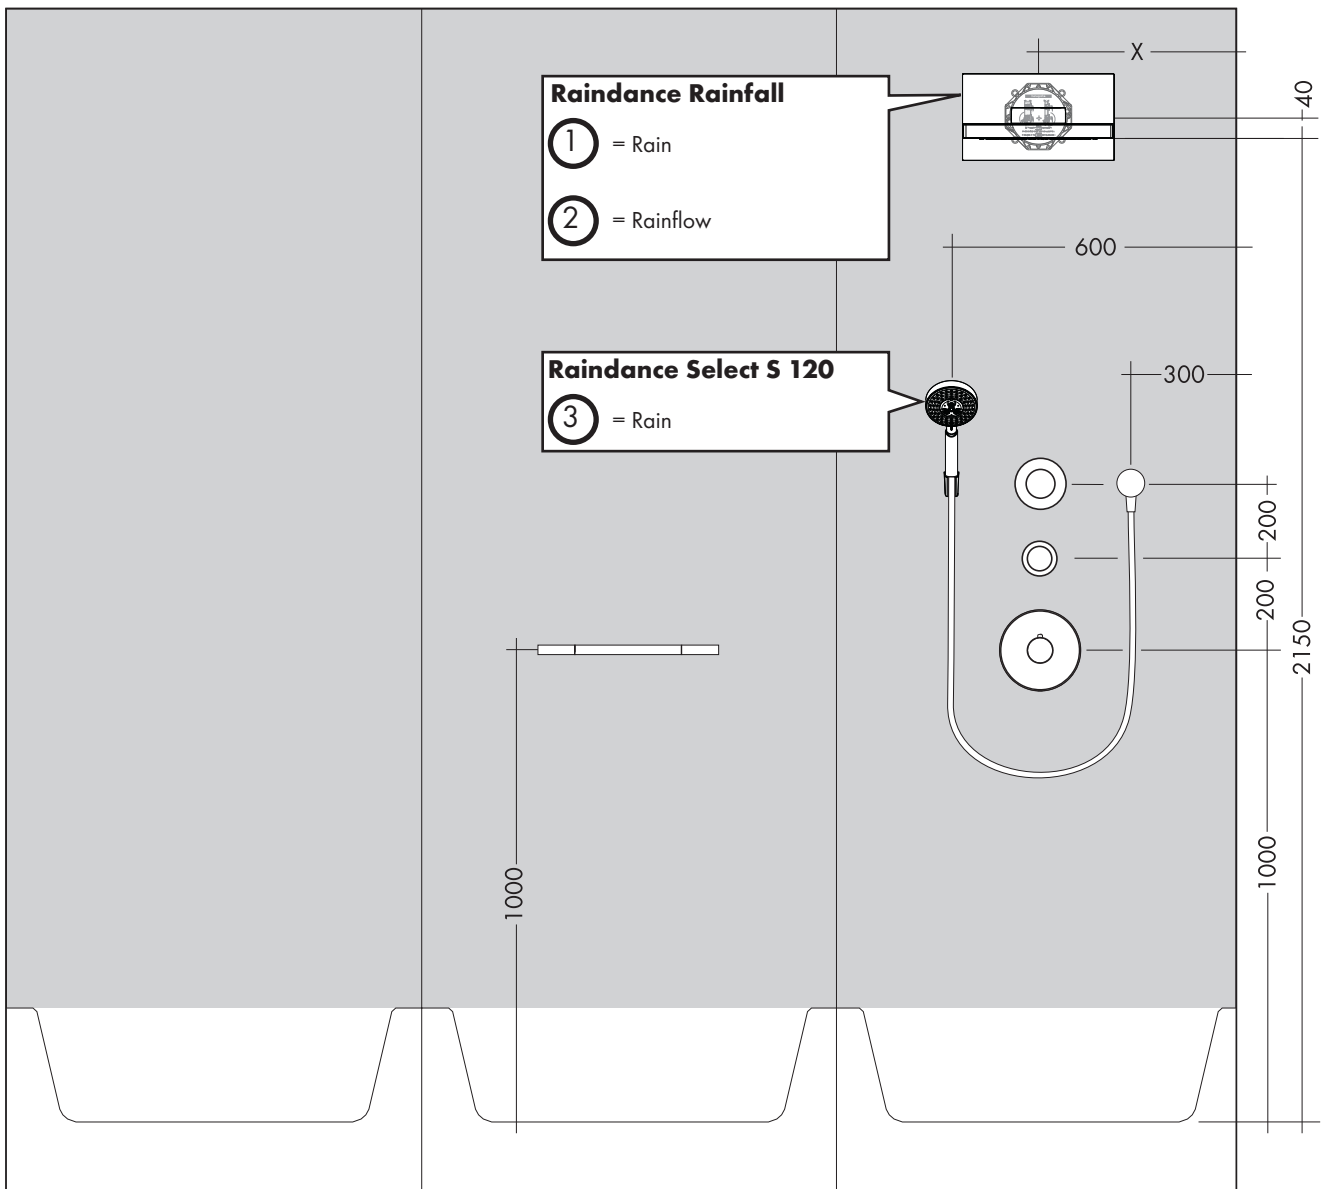 X
40
Raindance Rainfall
1 = Rain
2 = Rainflow
600
Raindance Select S 120
3 = Rain
300
200
200
2150
1000
1000